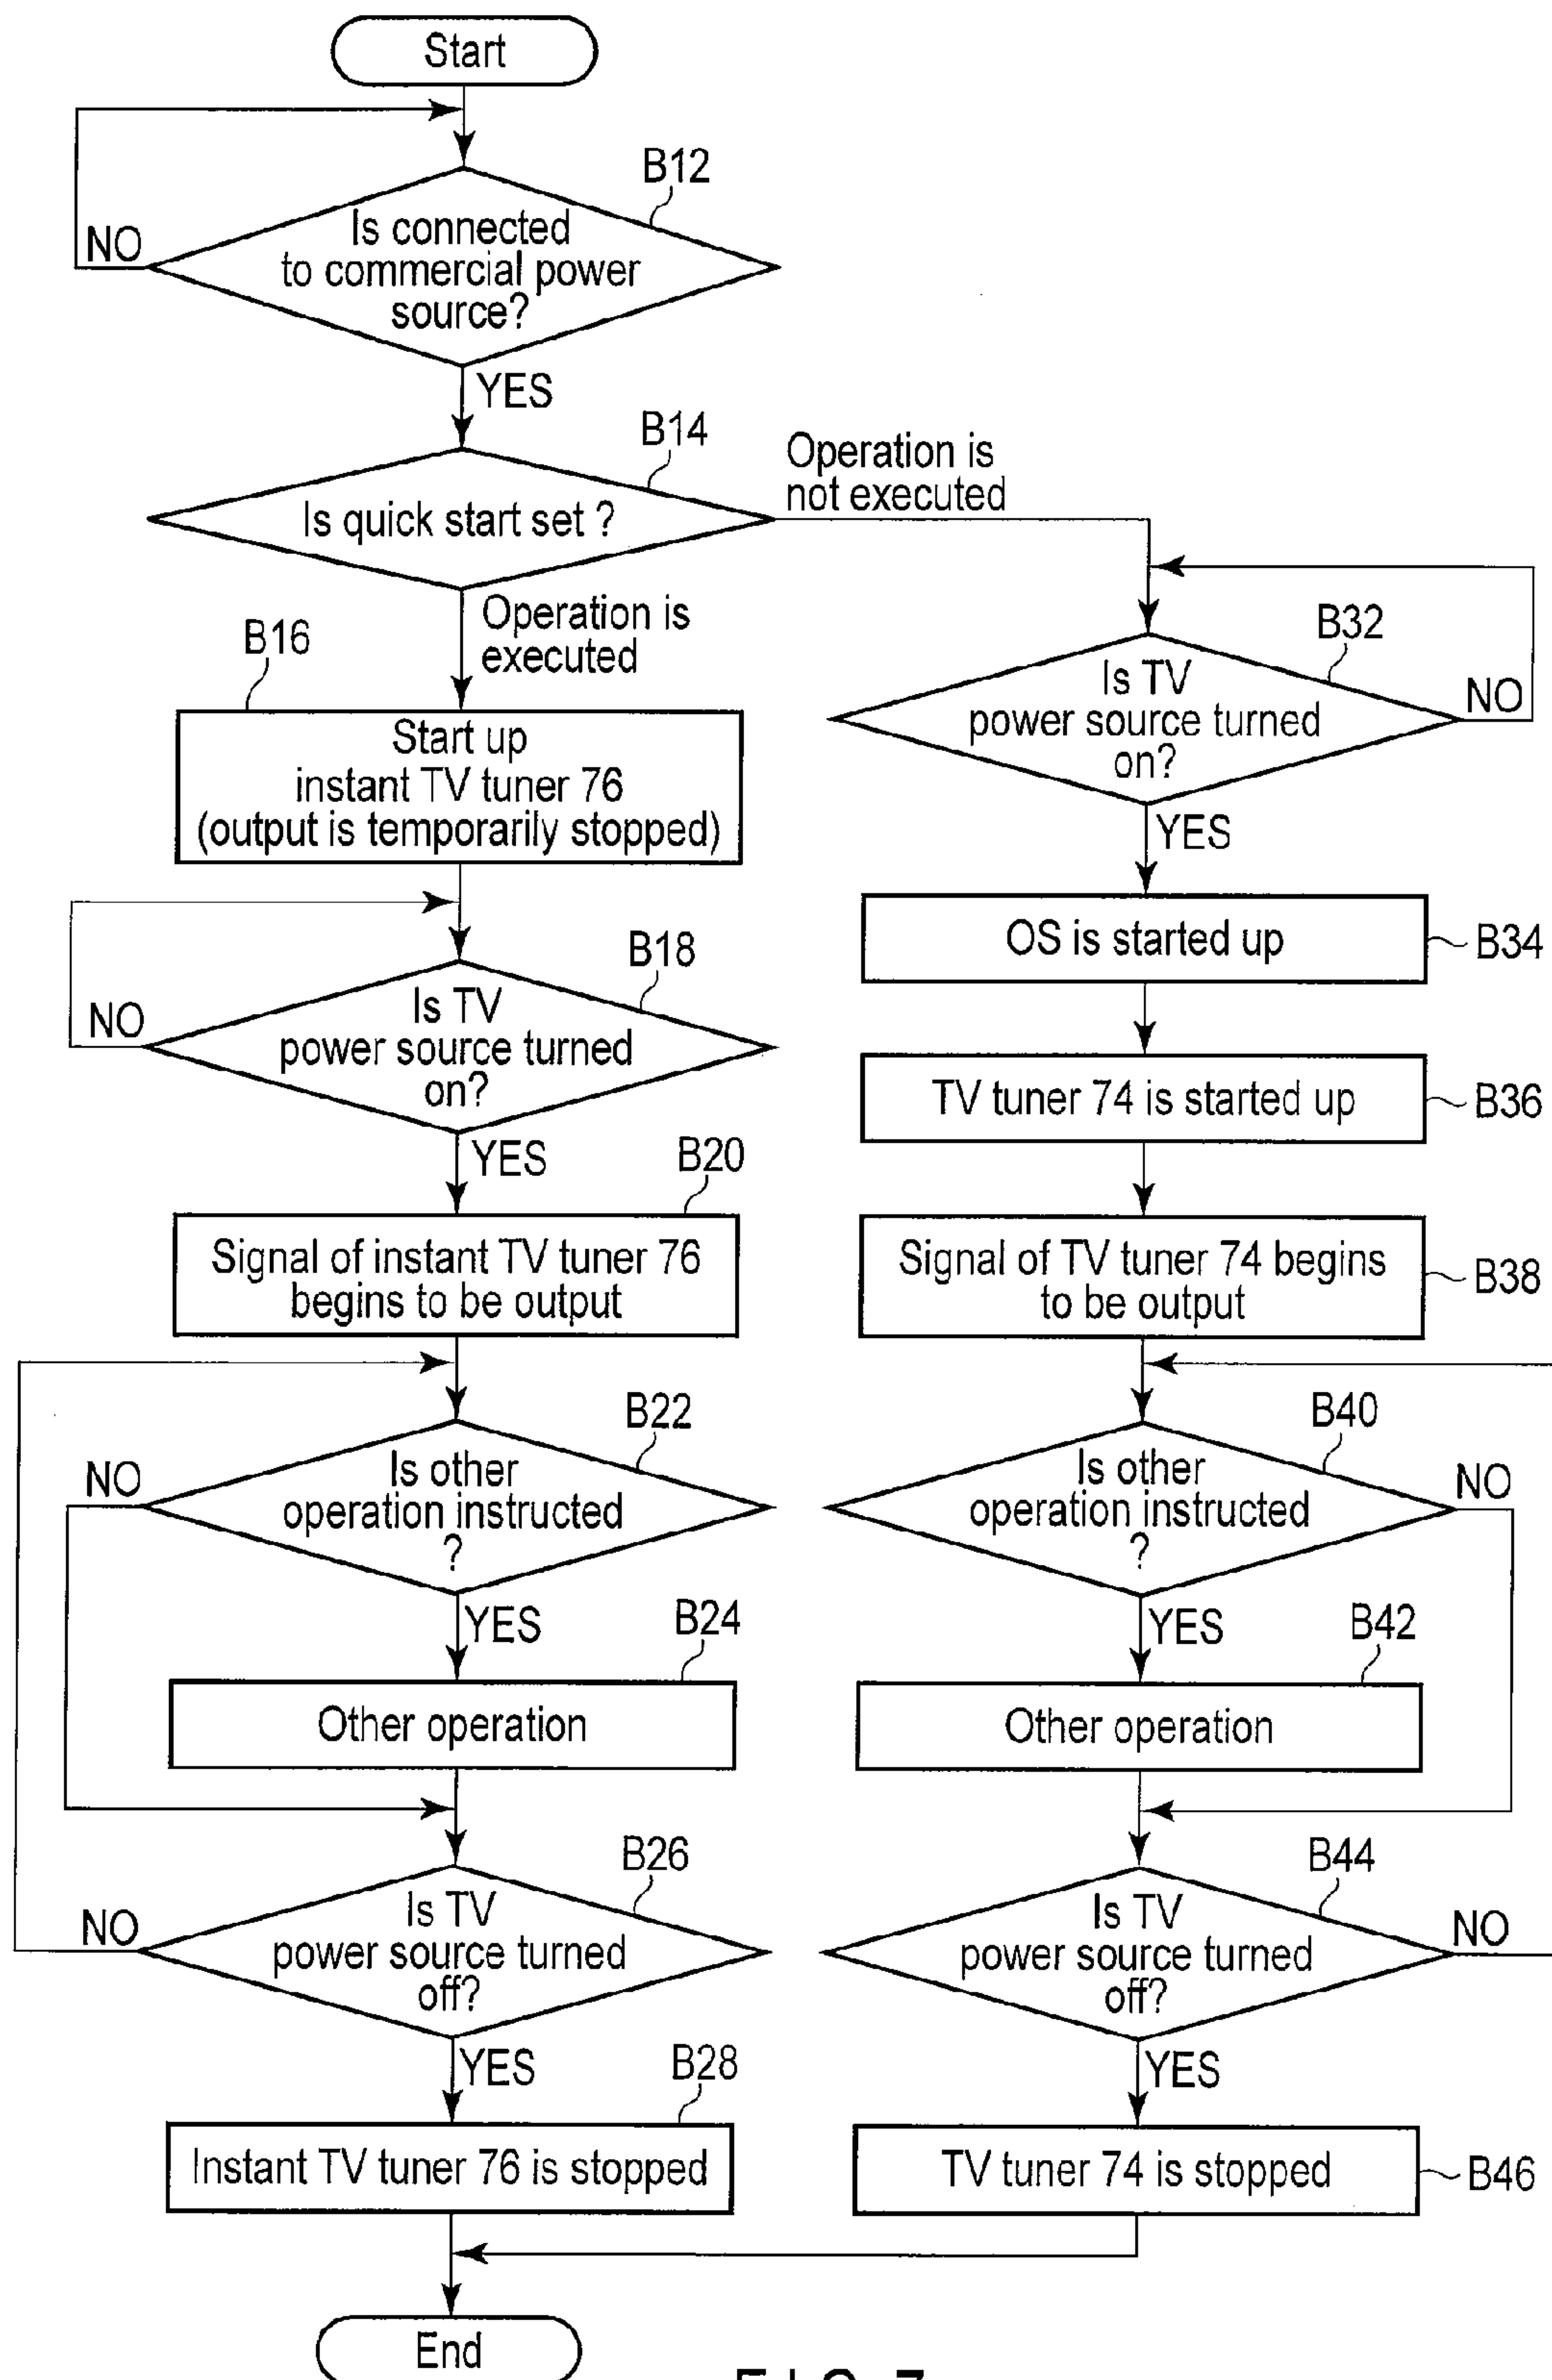 Start
B12
NO
Is connected
to commercial power
source?
YES
B14
Operation is
not executed
Is quick start set ?
Operation is
executed
B16
Start up
instant TV tuner 76
(output is temporarily stopped)
B18
NO
Is TV
power source turned
on?
YES
B20
Signal of instant TV tuner 76
begins to be output
B22
NO
Is other
operation instructed
?
YES
B24
Other operation
B26
NO
Is TV
power source turned
off?
YES
B28
Instant TV tuner 76 is stopped
B32
Is TV
power source turned
on?
NO
YES
OS is started up
B34
TV tuner 74 is started up
B36
Signal of TV tuner 74 begins
to be output
B38
B40
Is other
operation instructed
?
NO
YES
B42
Other operation
B44
Is TV
power source turned
off?
NO
YES
TV tuner 74 is stopped
B46
End